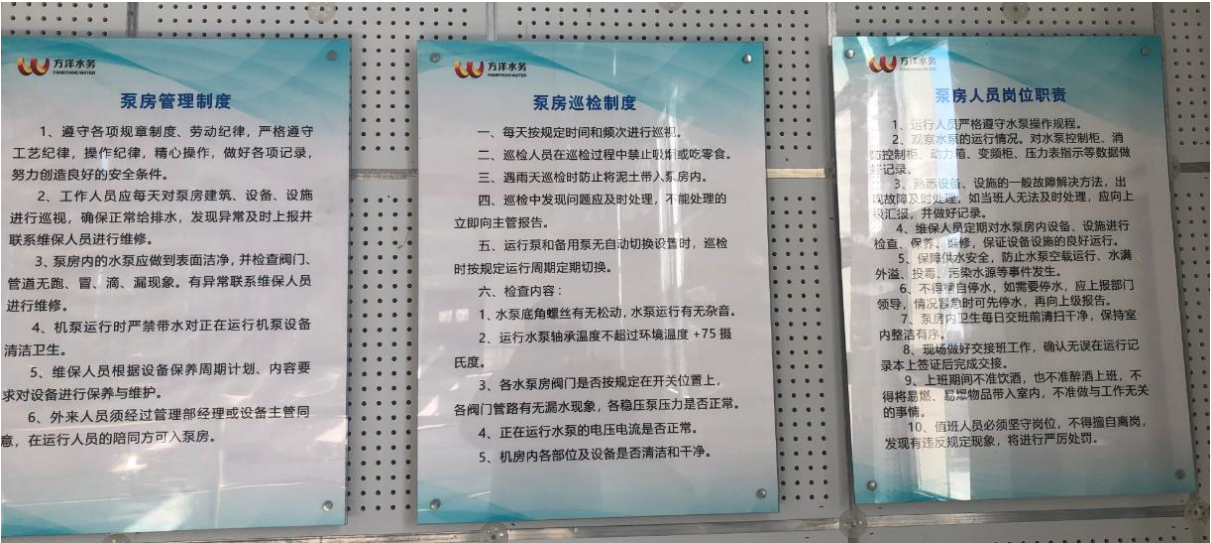 方洋水务
FANGYANG WATER
泵房管理制度
1、遵守各项规章制度、劳动纪律，严格遵守
工艺纪律，操作纪律，精心操作，做好各项记录，
努力创造良好的安全条件。
2、工作人员应每天对泵房建筑、设备、设施
进行巡视，确保正常给排水，发现异常及时上报并
联系维保人员进行维修。
3、泵房内的水泵应做到表面洁净，并检查阀门、
管道无跑、冒、滴、漏现象。有异常联系维保人员
进行维修。
4、机泵运行时严禁带水对正在运行机泵设备
清洁卫生。
5、维保人员根据设备保养周期计划、内容要
求对设备进行保养与维护。
6、外来人员须经过管理部经理或设备主管同
意，在运行人员的陪同方可入泵房。
方洋水务
FANGYANG WATER
泵房巡检制度
一、每天按规定时间和频次进行巡视。
二、巡检人员在巡检过程中禁止吸烟或吃零食。
三、遇雨天巡检时防止将泥土带入泵房内。
四、巡检中发现问题应及时处理，不能处理的
立即向主管报告。
五、运行泵和备用泵无自动切换设置时，巡检
时按规定运行周期定期切换。
六、检查内容：
1、水泵底角螺丝有无松动，水泵运行有无杂音。
2、运行水泵轴承温度不超过环境温度 +75 摄
氏度。
3、各水泵房阀门是否按规定在开关位置上，
各阀门管路有无漏水现象，各稳压泵压力是否正常。
4、正在运行水泵的电压电流是否正常。
5、机房内各部位及设备是否清洁和干净。
方洋水务
FANGYANG WATER
泵房人员岗位职责
1、运行人员严格遵守水泵操作规程。
2、观察水泵的运行情况。对水泵控制柜、消
防控制柜、动力箱、变频柜、压力表指示等数据做
好记录。
3、熟悉设备、设施的一般故障解决方法，出
现故障及时处理，如当班人无法及时处理，应向上
级汇报，并做好记录。
4、维保人员定期对水泵房内设备、设施进行
检查、保养、维修，保证设备设施的良好运行。
5、保障供水安全，防止水泵空载运行、水满
外溢、投毒、污染水源等事件发生。
6、不得擅自停水，如需要停水，应上报部门
领导，情况紧急时可先停水，再向上级报告。
7、泵房内卫生每日交班前清扫干净，保持室
内整洁有序。
8、现场做好交接班工作，确认无误在运行记
录本上签证后完成交接。
9、上班期间不准饮酒，也不准醉酒上班，不
得将易燃、易爆物品带入室内，不准做与工作无关
的事情。
10、值班人员必须坚守岗位，不得擅自离岗，
发现有违反规定现象，将进行严厉处罚。